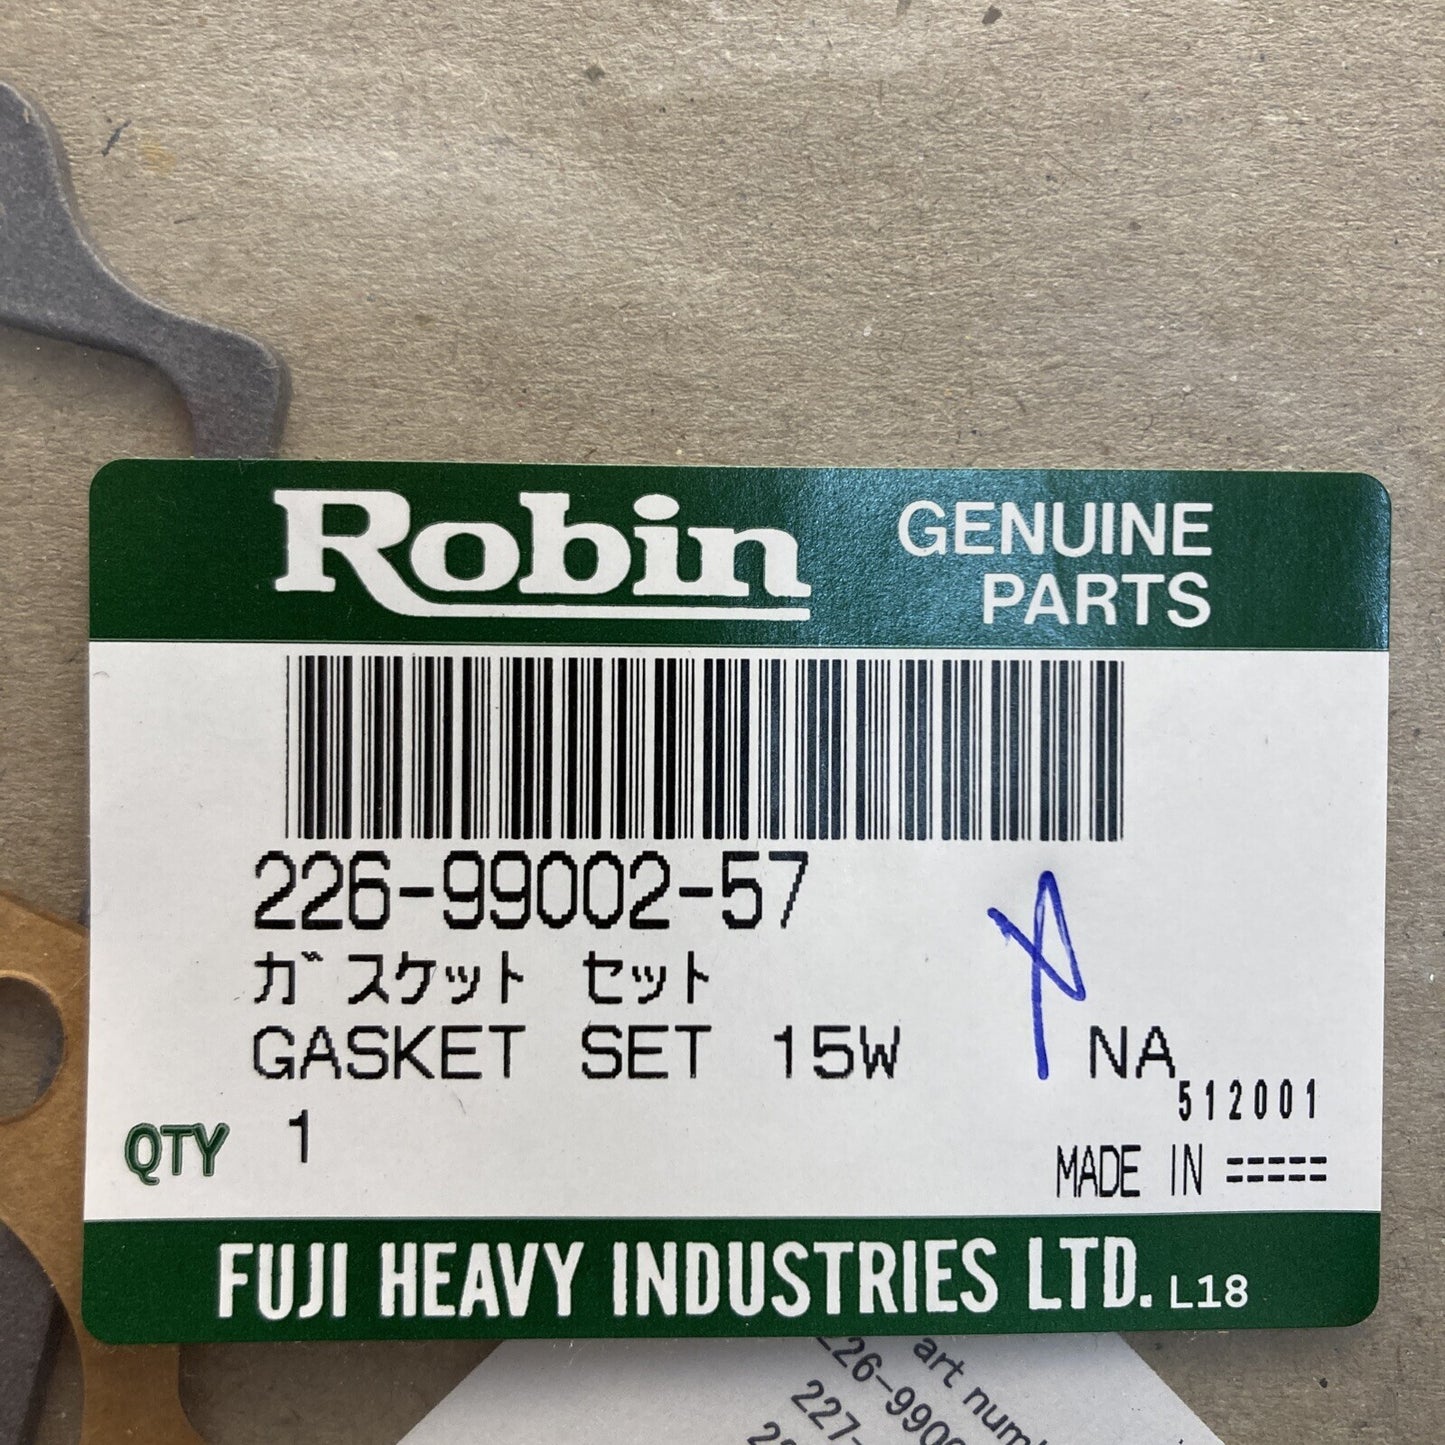 Robin
GENUINE
PARTS
226-99002-57
ガスケット セット
GASKET SET 15W
NA
512001
QTY 1
MADE IN =====
FUJI HEAVY INDUSTRIES LTD. L18